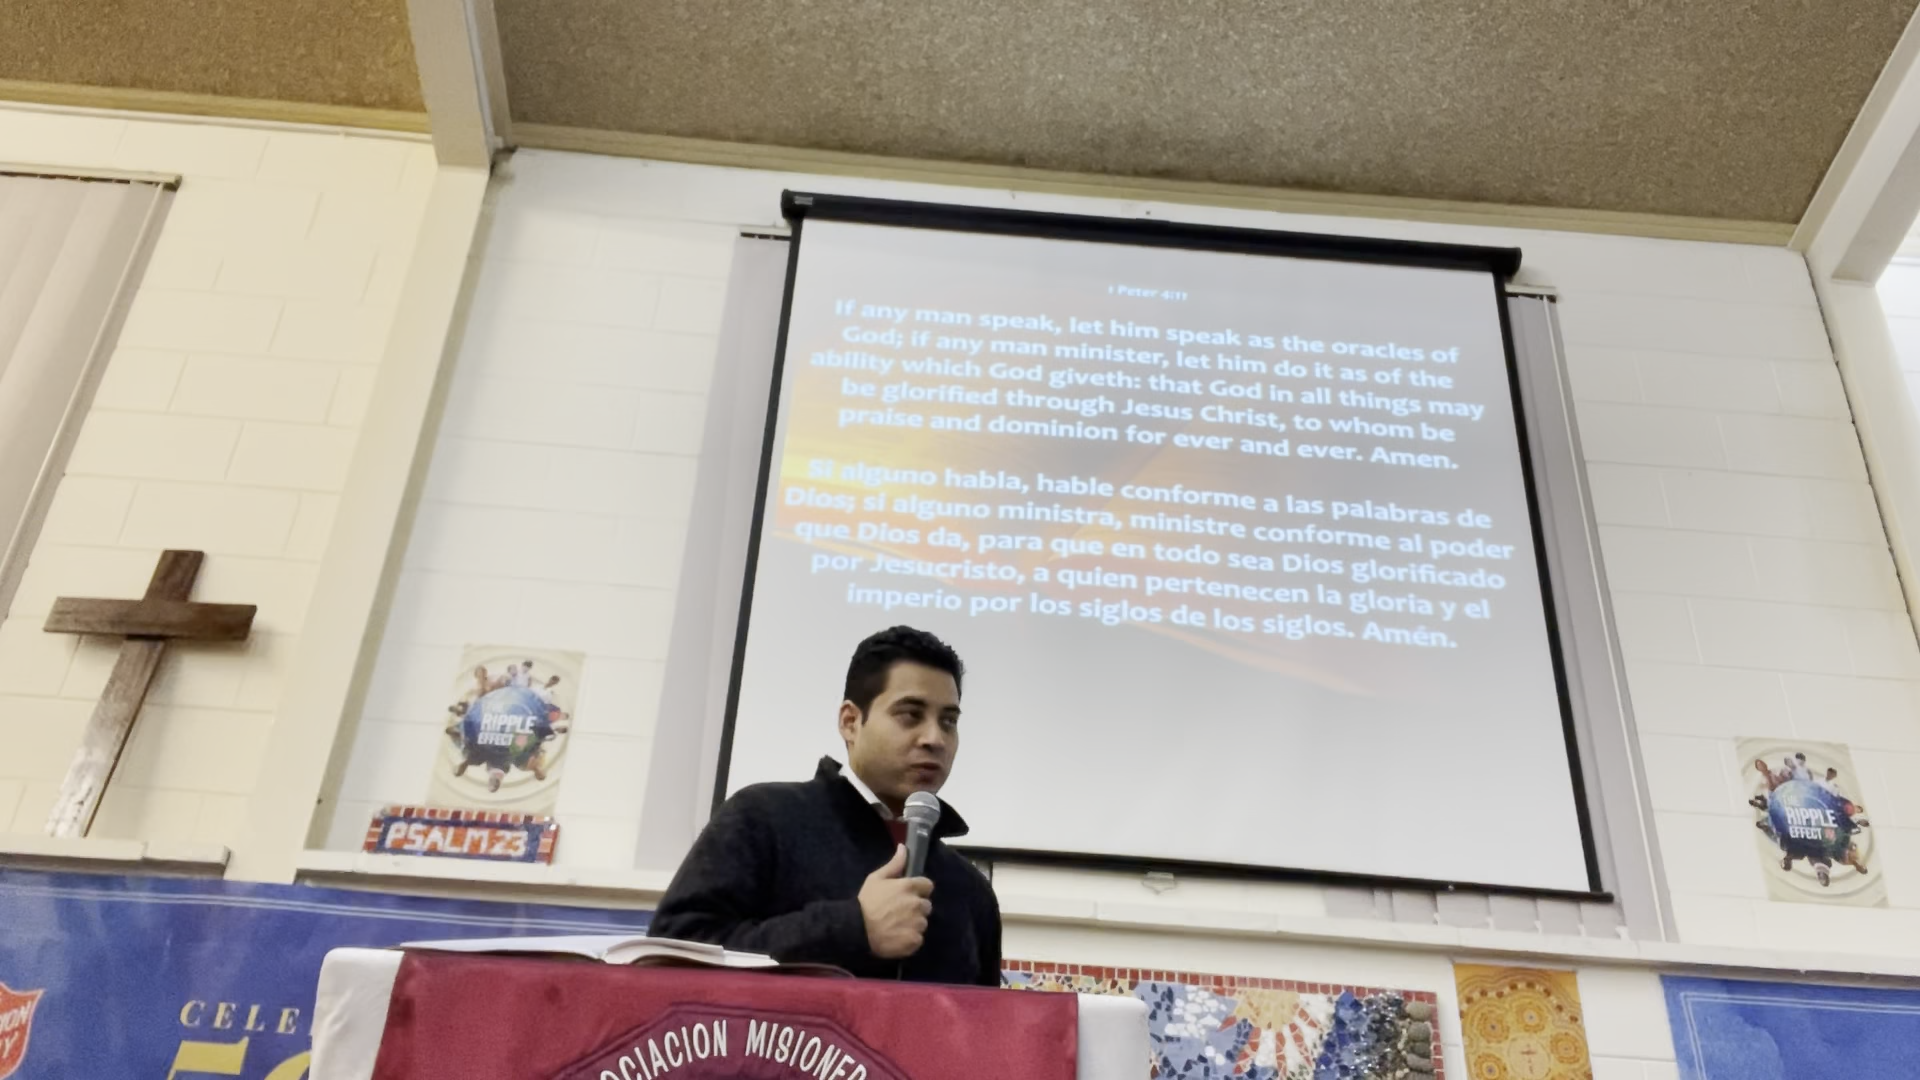 1 Peter 4:11
If any man speak, let him speak as the oracles of
God; if any man minister, let him do it as of the
ability which God giveth: that God in all things may
be glorified through Jesus Christ, to whom be
praise and dominion for ever and ever. Amen.
Si alguno habla, hable conforme a las palabras de
Dios; si alguno ministra, ministre conforme al poder
que Dios da, para que en todo sea Dios glorificado
por Jesucristo, a quien pertenecen la gloria y el
imperio por los siglos de los siglos. Amén.
THE
RIPPLE
EFFECT
PSALM 23
THE
RIPPLE
EFFECT
CELE
OCIACION MISIONE